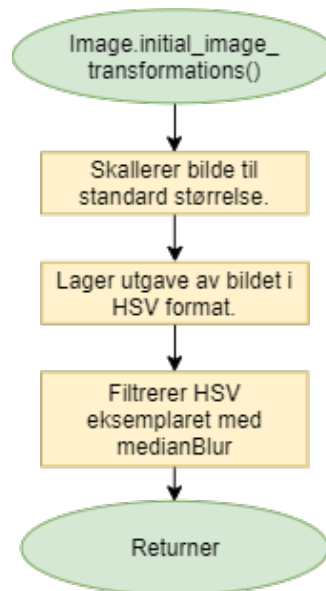 Image.initial_image_
transformations()
Skallerer bilde til
standard størrelse.
Lager utgave av bildet i
HSV format.
Filtrerer HSV
eksemplaret med
medianBlur
Returner